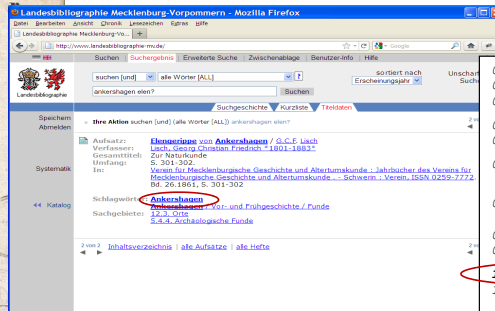 Landesbibliographie Mecklenburg-Vorpommern - Mozilla Firefox
Datei Bearbeiten Ansicht Chronik Lesezeichen Extras Hilfe
Landesbibliographie Mecklenburg-Vo...
http://www.landesbibliographie-mv.de/
Google
Suchen | Suchergebnis | Erweiterte Suche | Zwischenablage | Benutzer-Info | Hilfe
suchen [und] alle Wörter [ALL] ?
sortiert nach
Erscheinungsjahr
Unschar
Such
ankershagen elen?
Suchen
Landesbibliographie
Suchgeschichte Kurzliste Titeldaten
Speichern
Abmelden
Ihre Aktion suchen [und] (alle Wörter [ALL]) ankershagen elen?
Aufsatz: Elengerippe von Ankershagen / G.C.F. Lisch
Verfasser: Lisch, Georg Christian Friedrich *1801-1883*
Gesamttitel: Zur Naturkunde
Umfang: S. 301-302.
In: Verein für Mecklenburgische Geschichte und Altertumskunde : Jahrbücher des Vereins für
Mecklenburgische Geschichte und Altertumskunde . - Schwerin : Verein, ISSN 0259-7772.
Bd. 26.1861, S. 301-302
Systematik
Katalog
Schlagwörter: Ankershagen
Ankershagen / Vor- und Frühgeschichte / Funde
Sachgebiete: 12.3. Orte
S.4.4. Archäologische Funde
2 von 2 Inhaltsverzeichnis | alle Aufsätze | alle Hefte